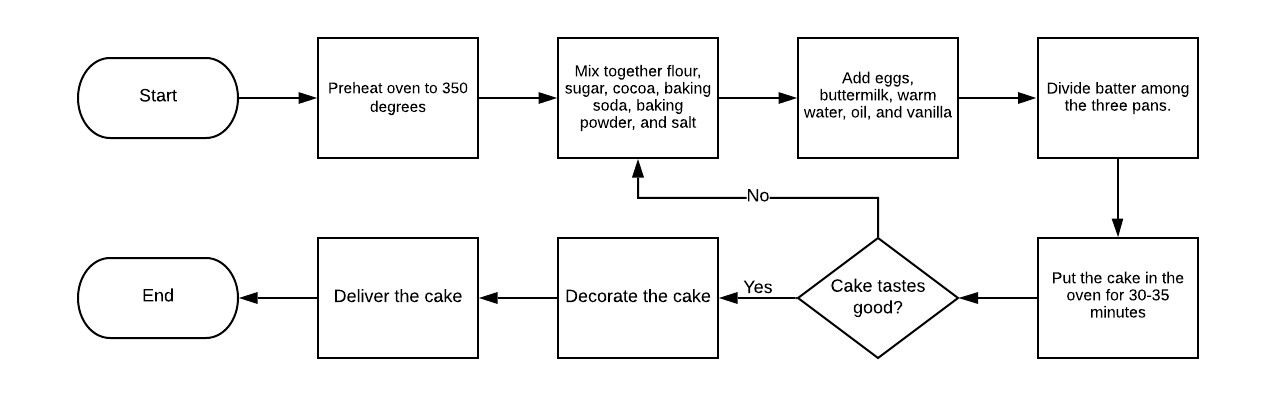 Start
Preheat oven to 350
degrees
Mix together flour,
sugar, cocoa, baking
soda, baking
powder, and salt
Add eggs,
buttermilk, warm
water, oil, and vanilla
Divide batter among
the three pans.
No
Put the cake in the
oven for 30-35
minutes
Cake tastes
good?
Yes
Decorate the cake
Deliver the cake
End